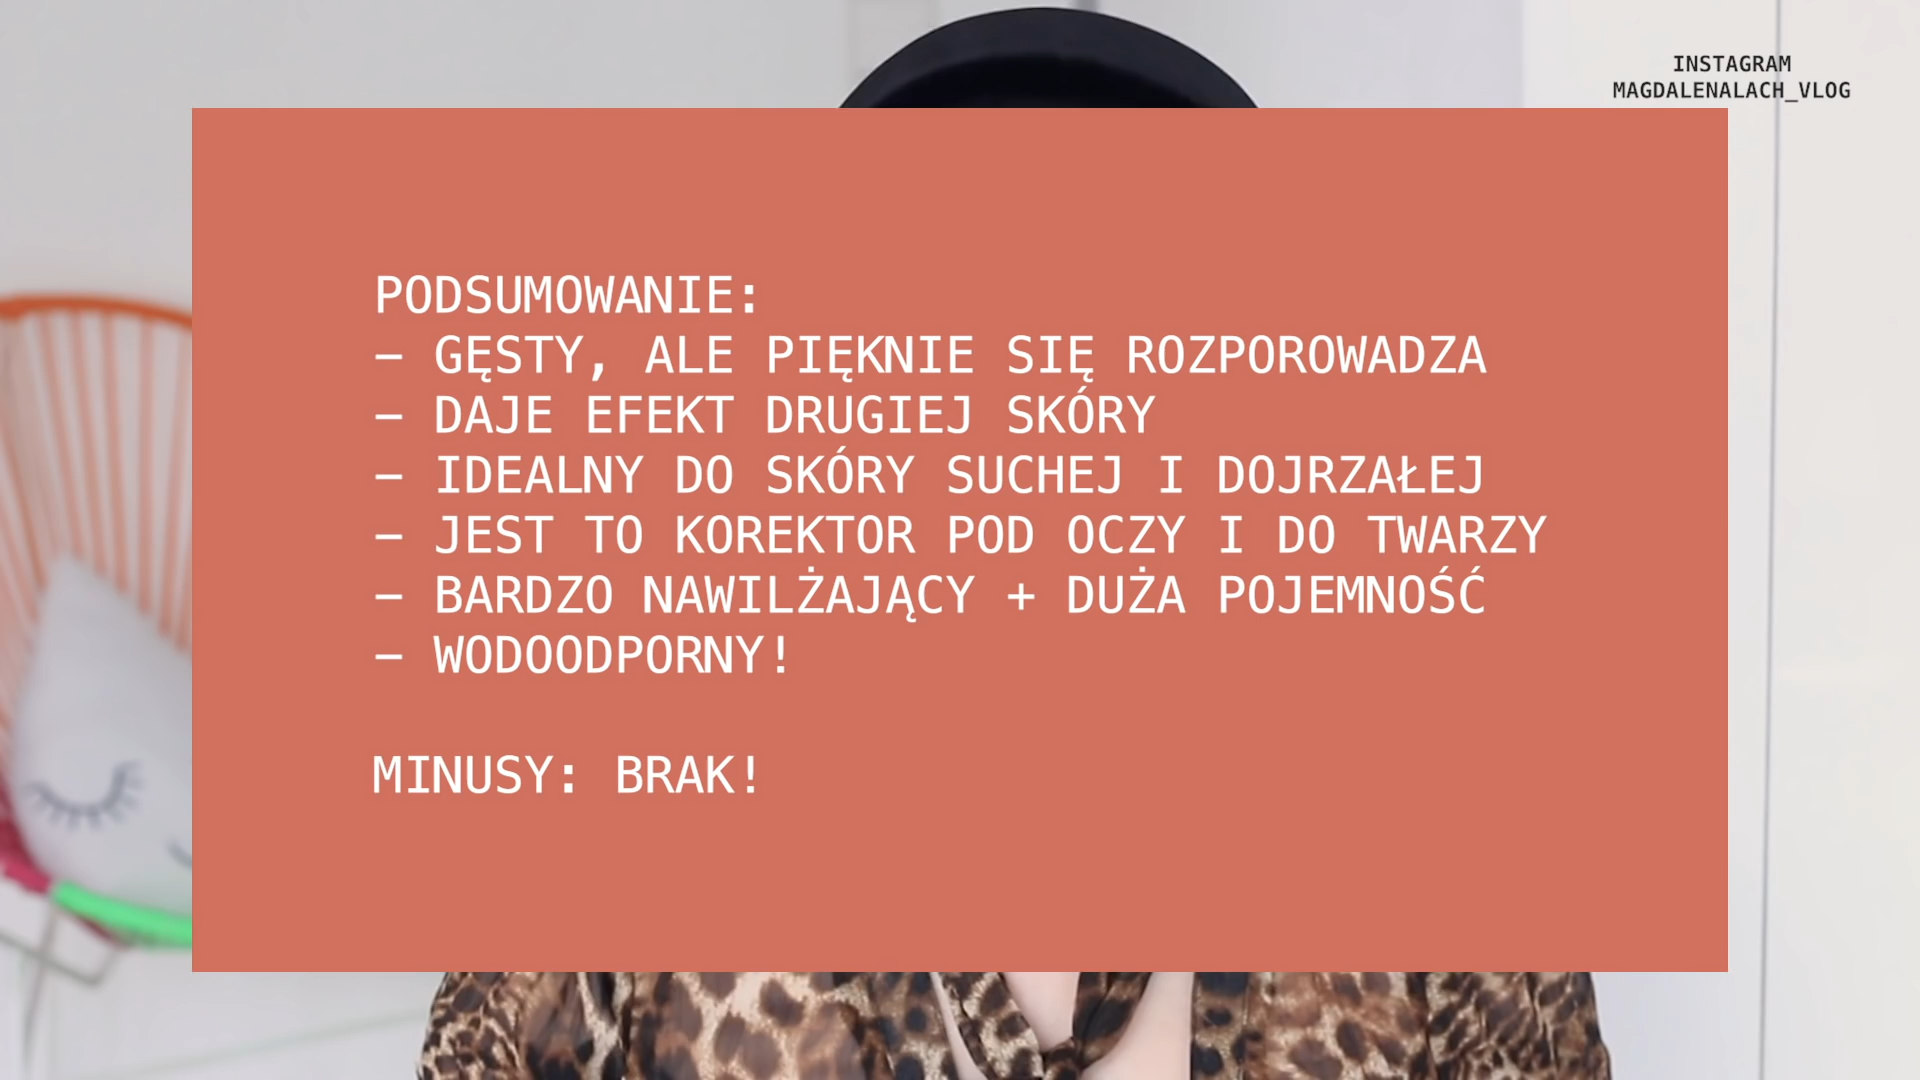 INSTAGRAM
MAGDALENALACH_VLOG
PODSUMOWANIE:
– GĘSTY, ALE PIĘKNIE SIĘ ROZPOROWADZA
– DAJE EFEKT DRUGIEJ SKÓRY
– IDEALNY DO SKÓRY SUCHEJ I DOJRZAŁEJ
– JEST TO KOREKTOR POD OCZY I DO TWARZY
– BARDZO NAWILŻAJĄCY + DUŻA POJEMNOŚĆ
– WODOODPORNY!
MINUSY: BRAK!